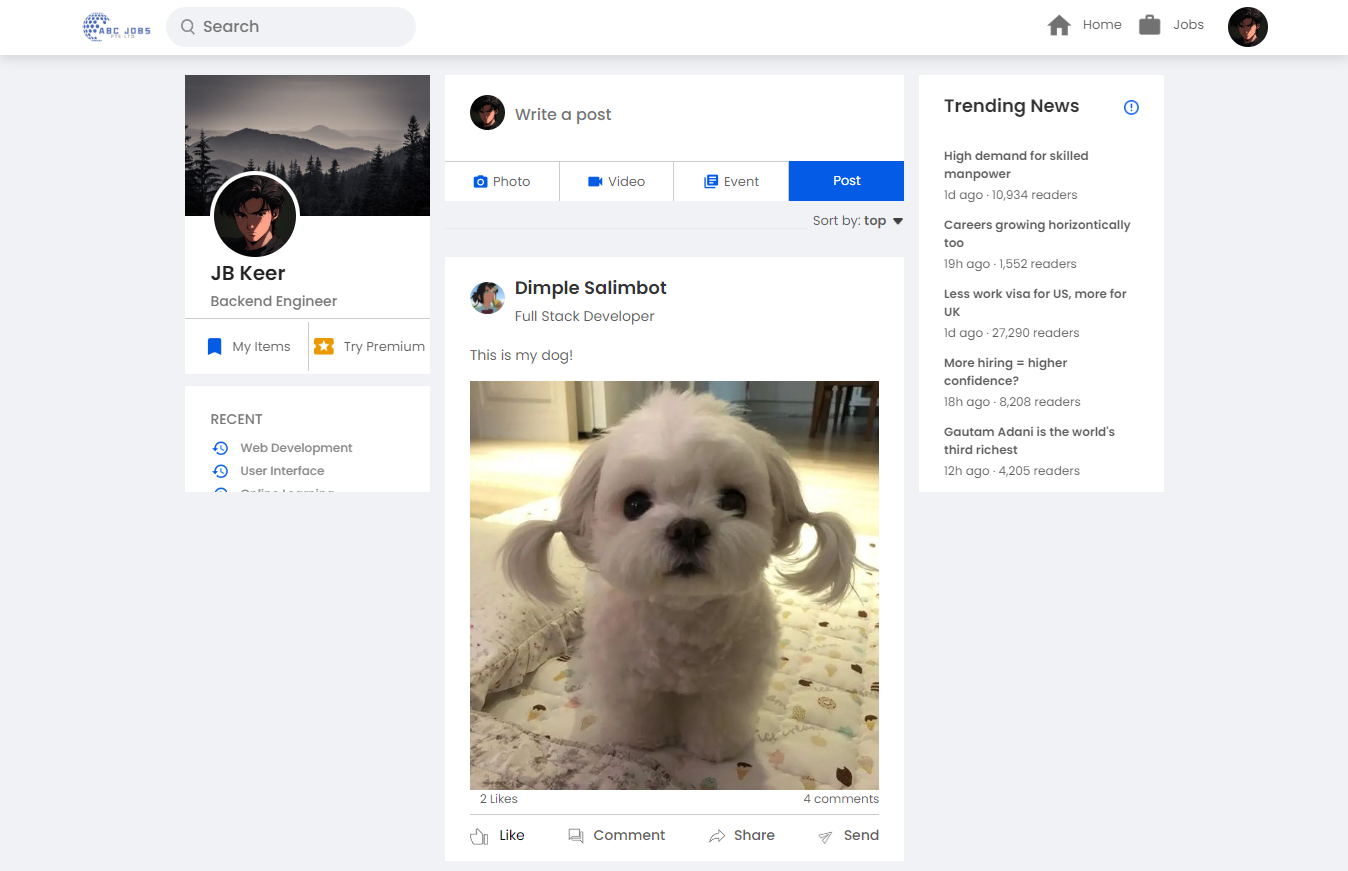 ABC JOBS
PTE LTD
Search
Home
Jobs
JB Keer
Backend Engineer
My Items
Try Premium
RECENT
Web Development
User Interface
Online Learning
Write a post
Photo
Video
Event
Post
Sort by: top
Dimple Salimbot
Full Stack Developer
This is my dog!
2 Likes
4 comments
Like
Comment
Share
Send
Trending News
High demand for skilled
manpower
1d ago · 10,934 readers
Careers growing horizontically
too
19h ago · 1,552 readers
Less work visa for US, more for
UK
1d ago · 27,290 readers
More hiring = higher
confidence?
18h ago · 8,208 readers
Gautam Adani is the world's
third richest
12h ago · 4,205 readers